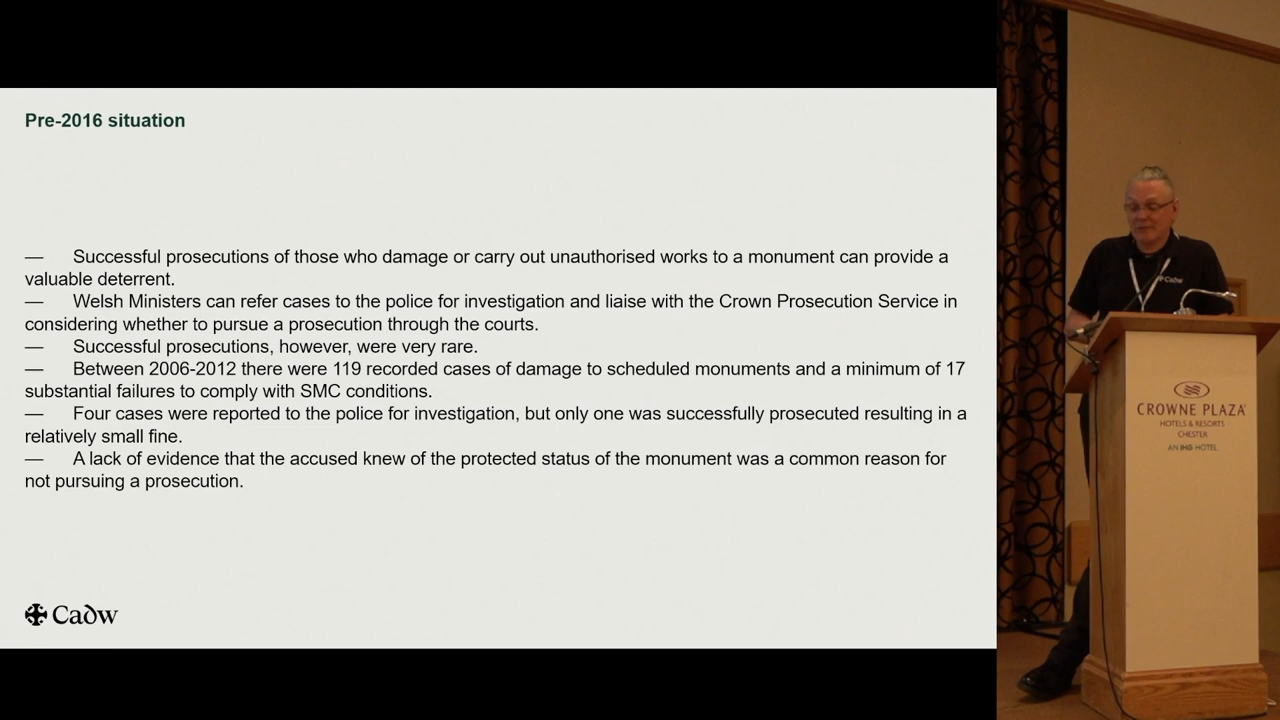 Pre-2016 situation
— Successful prosecutions of those who damage or carry out unauthorised works to a monument can provide a
valuable deterrent.
— Welsh Ministers can refer cases to the police for investigation and liaise with the Crown Prosecution Service in
considering whether to pursue a prosecution through the courts.
— Successful prosecutions, however, were very rare.
— Between 2006-2012 there were 119 recorded cases of damage to scheduled monuments and a minimum of 17
substantial failures to comply with SMC conditions.
— Four cases were reported to the police for investigation, but only one was successfully prosecuted resulting in a
relatively small fine.
— A lack of evidence that the accused knew of the protected status of the monument was a common reason for
not pursuing a prosecution.
Cadw
Cadw
CROWNE PLAZA
HOTELS & RESORTS
CHESTER
AN IHG HOTEL